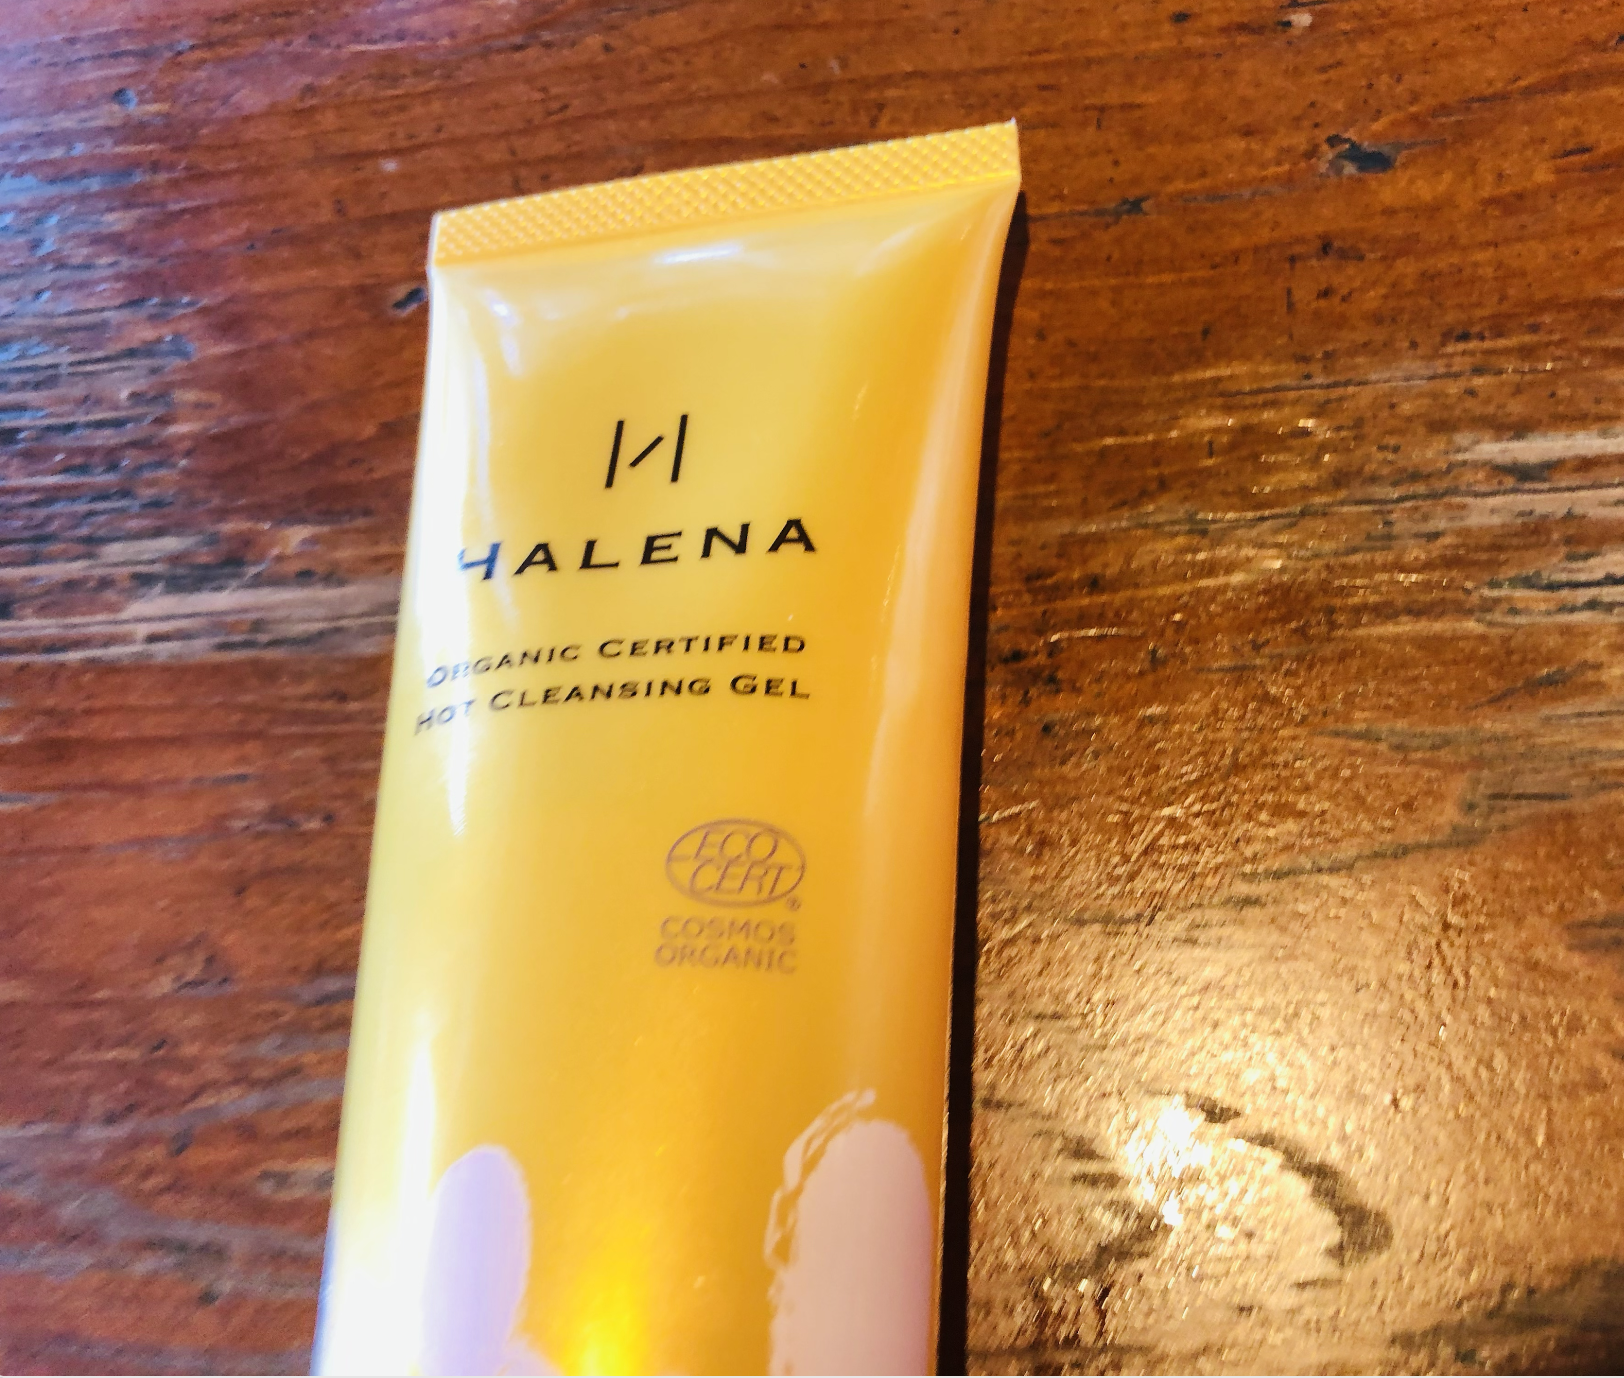 HALENA
ORGANIC CERTIFIED
HOT CLEANSING GEL
ECO
CERT®
COSMOS
ORGANIC